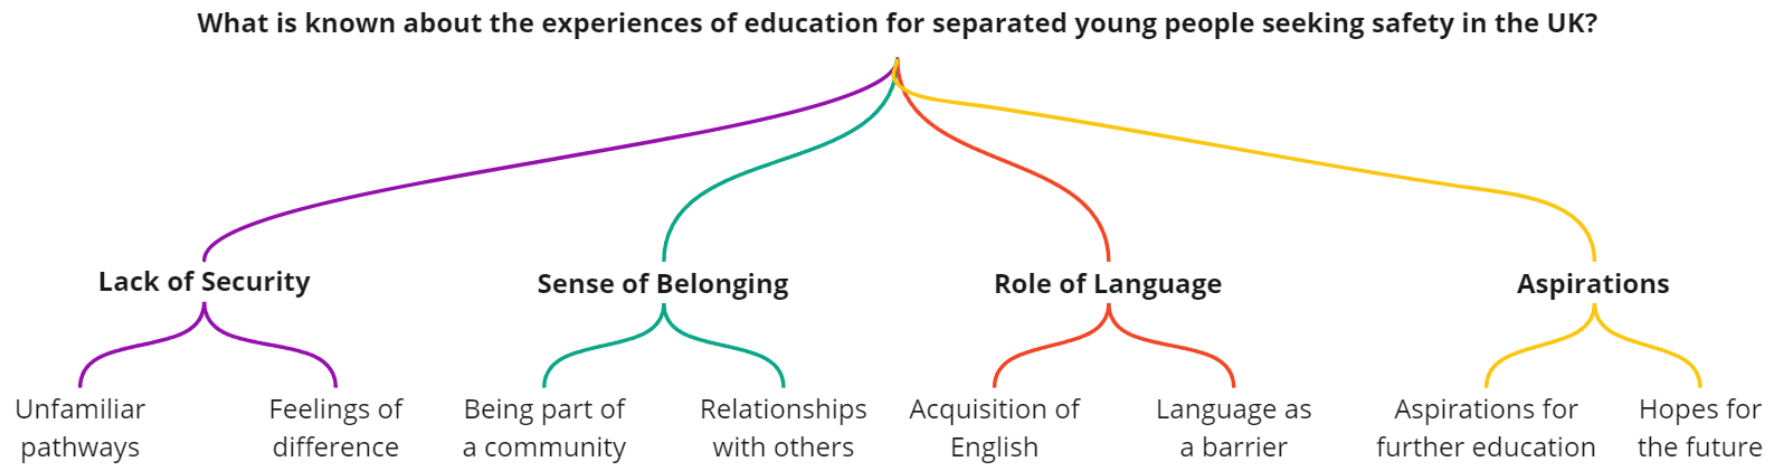 What is known about the experiences of education for separated young people seeking safety in the UK?
Lack of Security
Sense of Belonging
Role of Language
Aspirations
Unfamiliar
pathways
Feelings of
difference
Being part of
a community
Relationships
with others
Acquisition of
English
Language as
a barrier
Aspirations for
further education
Hopes for
the future